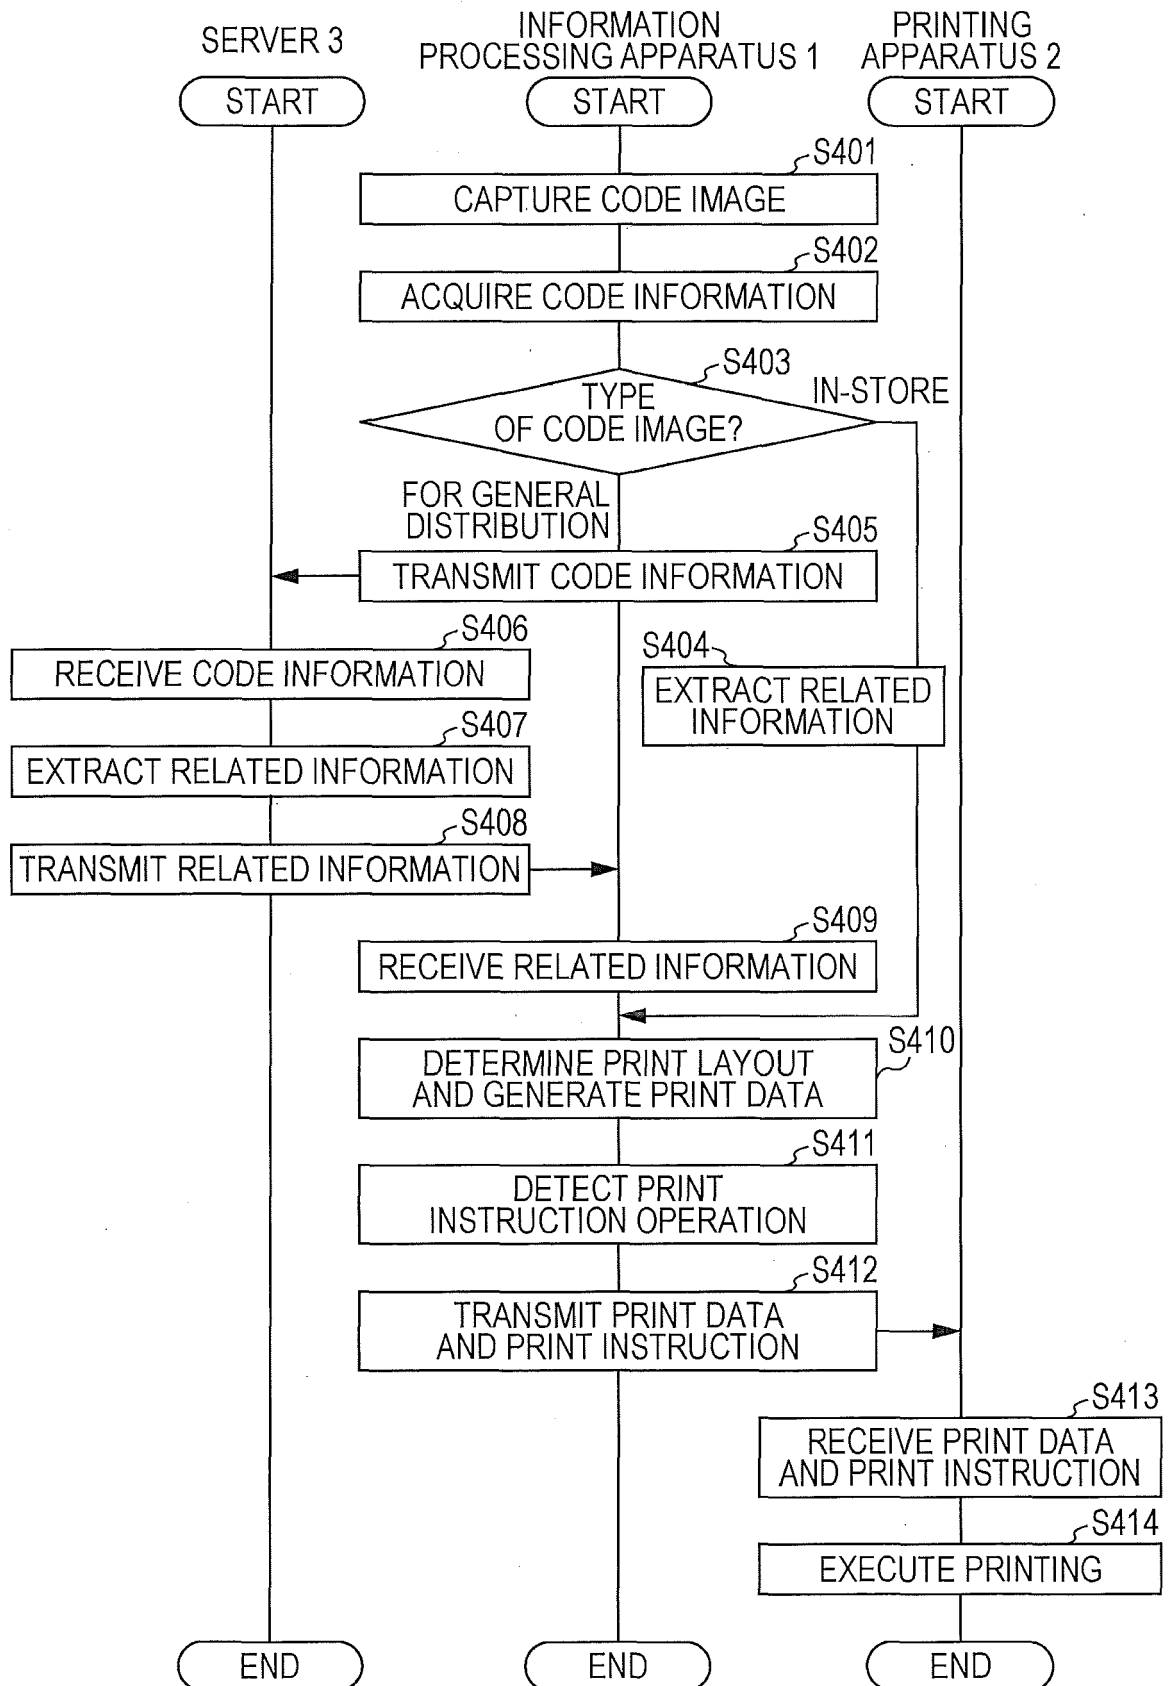 SERVER 3
INFORMATION
PROCESSING APPARATUS 1
PRINTING
APPARATUS 2
START
START
START
S401
CAPTURE CODE IMAGE
S402
ACQUIRE CODE INFORMATION
S403
TYPE
OF CODE IMAGE?
IN-STORE
FOR GENERAL
DISTRIBUTION
S405
TRANSMIT CODE INFORMATION
S406
RECEIVE CODE INFORMATION
S404
EXTRACT RELATED
INFORMATION
S407
EXTRACT RELATED INFORMATION
S408
TRANSMIT RELATED INFORMATION
S409
RECEIVE RELATED INFORMATION
S410
DETERMINE PRINT LAYOUT
AND GENERATE PRINT DATA
S411
DETECT PRINT
INSTRUCTION OPERATION
S412
TRANSMIT PRINT DATA
AND PRINT INSTRUCTION
S413
RECEIVE PRINT DATA
AND PRINT INSTRUCTION
S414
EXECUTE PRINTING
END
END
END